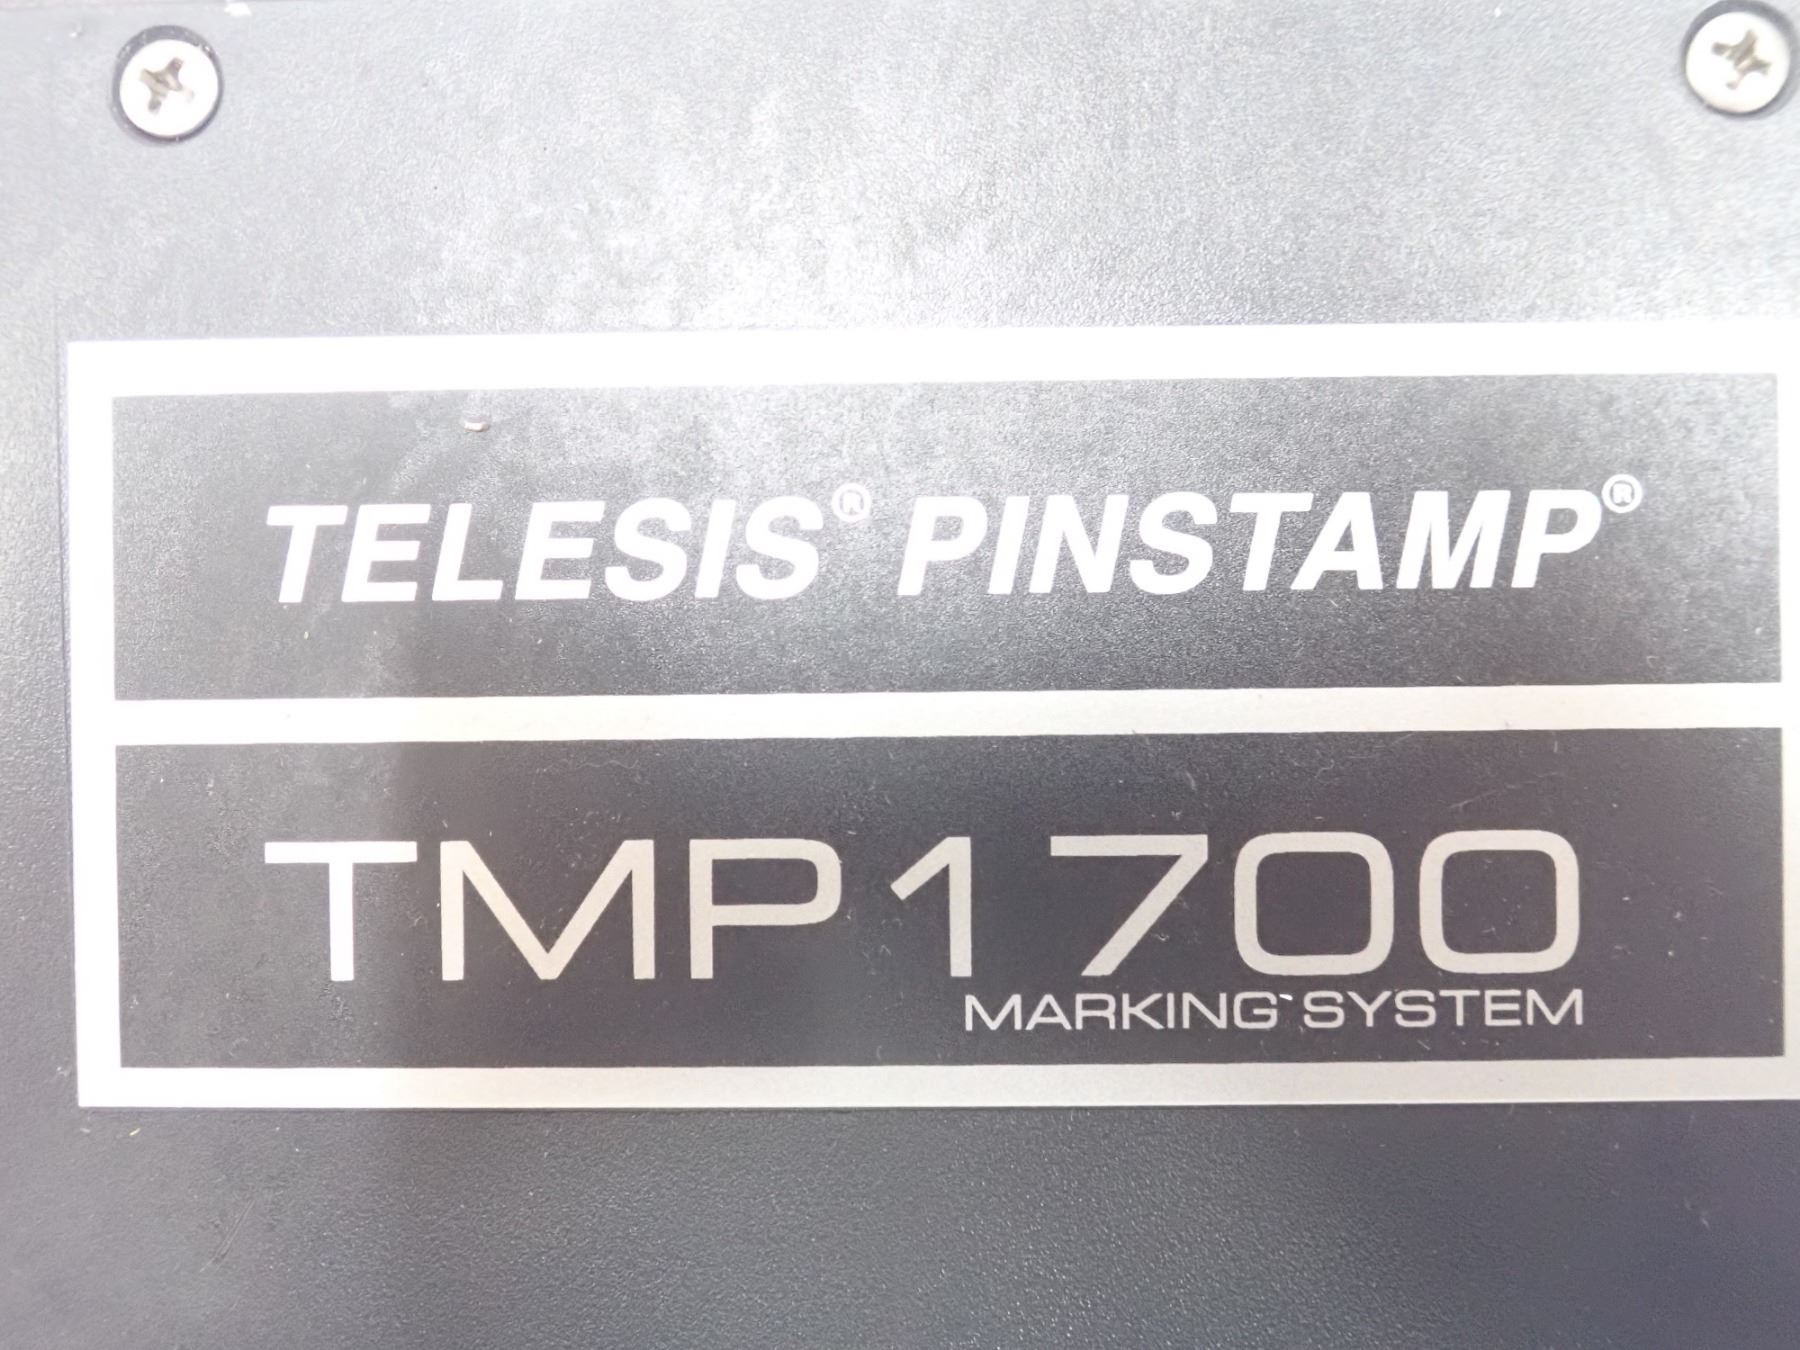 TELESIS® PINSTAMP®
TMP1700
MARKING SYSTEM